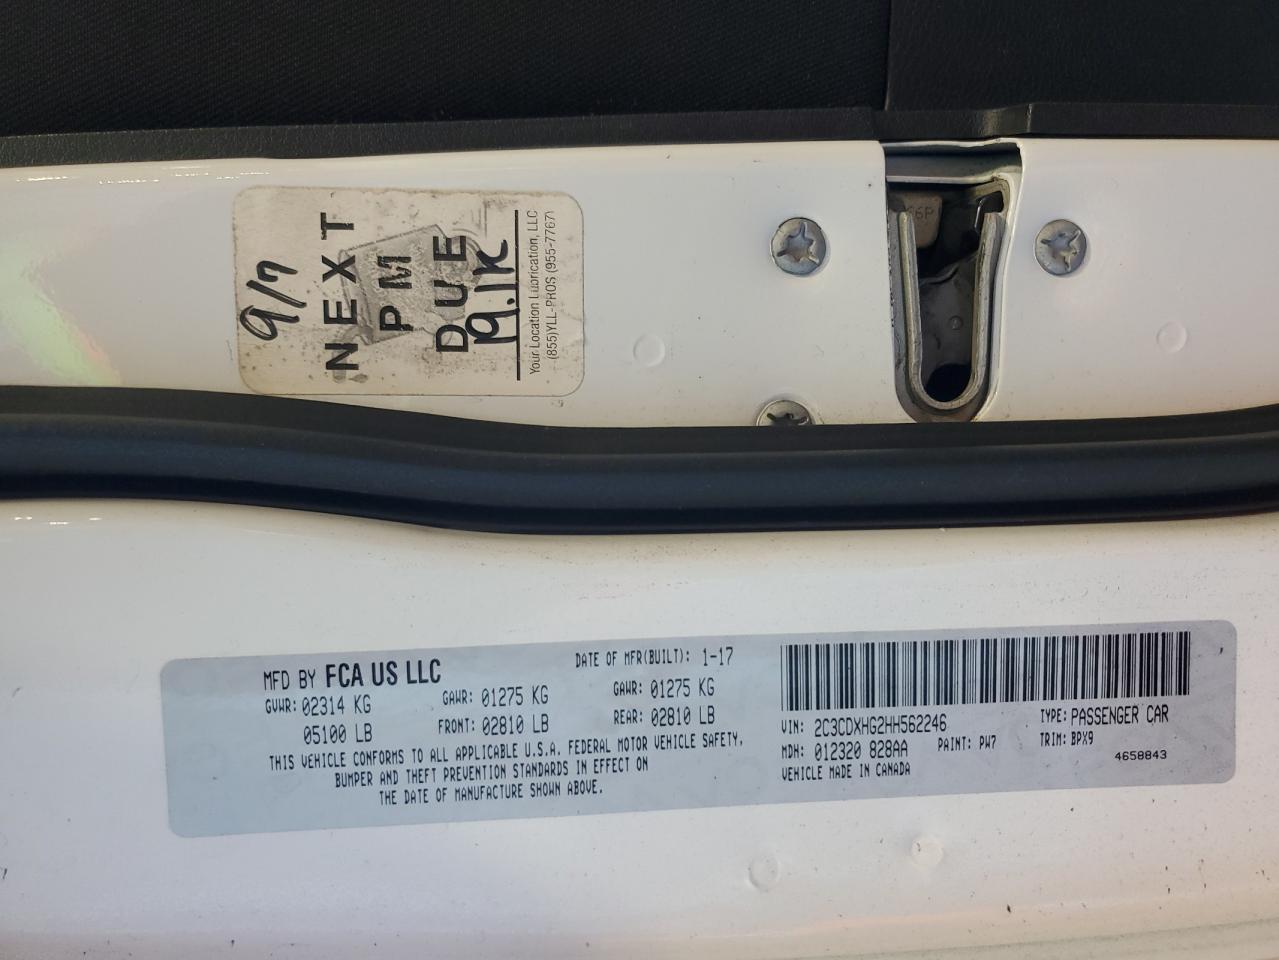 9/7
NEXT
PM
DUE
19.1K
Your Location Lubrication, LLC
(855)YLL-PROS (955-7767)
66P
MFD BY FCA US LLC
DATE OF MFR(BUILT): 1-17
GVWR: 02314 KG
GAWR: 01275 KG
GAWR: 01275 KG
05100 LB
FRONT: 02810 LB
REAR: 02810 LB
THIS VEHICLE CONFORMS TO ALL APPLICABLE U.S.A. FEDERAL MOTOR VEHICLE SAFETY,
BUMPER AND THEFT PREVENTION STANDARDS IN EFFECT ON
THE DATE OF MANUFACTURE SHOWN ABOVE.
VIN: 2C3CDXHG2HH562246
TYPE: PASSENGER CAR
MDH: 012320 828AA
PAINT: PW7
TRIM: BPX9
VEHICLE MADE IN CANADA
4658843